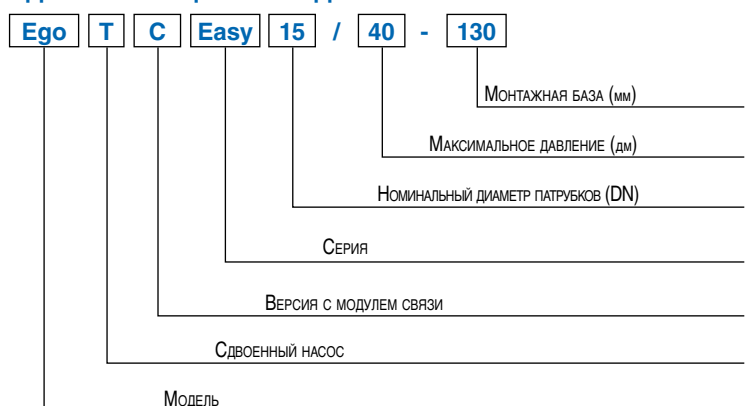 Ego T C Easy 15 / 40 - 130
Монтажная база (мм)
Максимальное давление (дм)
Номинальный диаметр патрубков (DN)
Серия
Версия с модулем связи
Сдвоенный насос
Модель